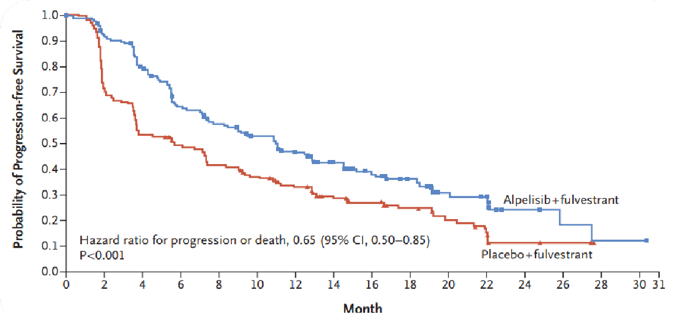 Probability of Progression-free Survival
1.0
0.9
0.8
0.7
0.6
0.5
0.4
0.3
0.2
0.1
0.0
Alpelisib+fulvestrant
Hazard ratio for progression or death, 0.65 (95% CI, 0.50–0.85)
P<0.001
Placebo+fulvestrant
0 2 4 6 8 10 12 14 16 18 20 22 24 26 28 30 31
Month